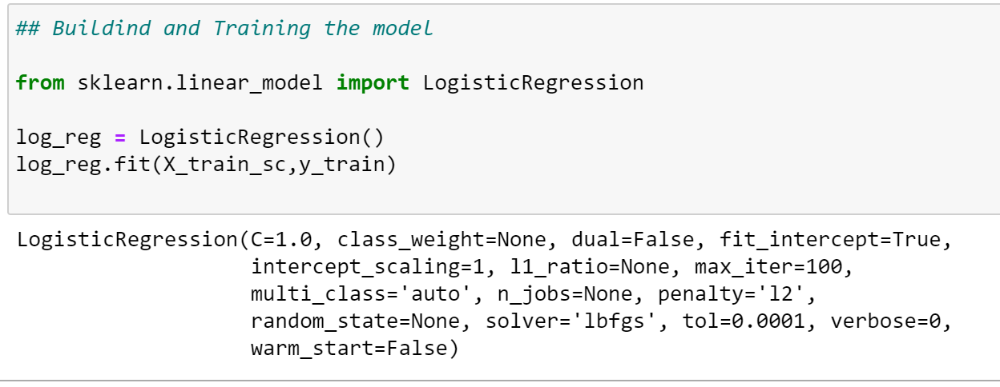 ## Buildind and Training the model
from sklearn.linear_model import LogisticRegression
log_reg = LogisticRegression()
log_reg.fit(X_train_sc,y_train)
LogisticRegression(C=1.0, class_weight=None, dual=False, fit_intercept=True,
intercept_scaling=1, l1_ratio=None, max_iter=100,
multi_class='auto', n_jobs=None, penalty='l2',
random_state=None, solver='lbfgs', tol=0.0001, verbose=0,
warm_start=False)